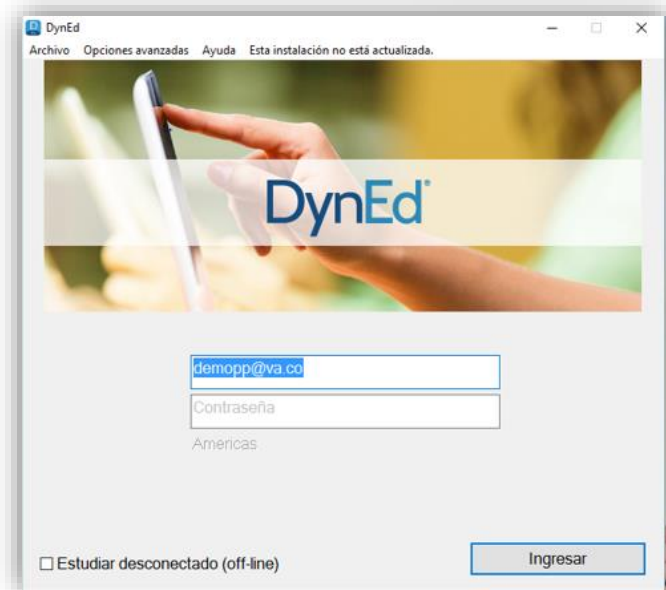 DynEd
Archivo Opciones avanzadas Ayuda Esta instalación no está actualizada.
DynEd®
demopp@va.co
Contraseña
Americas
Estudiar desconectado (off-line)
Ingresar